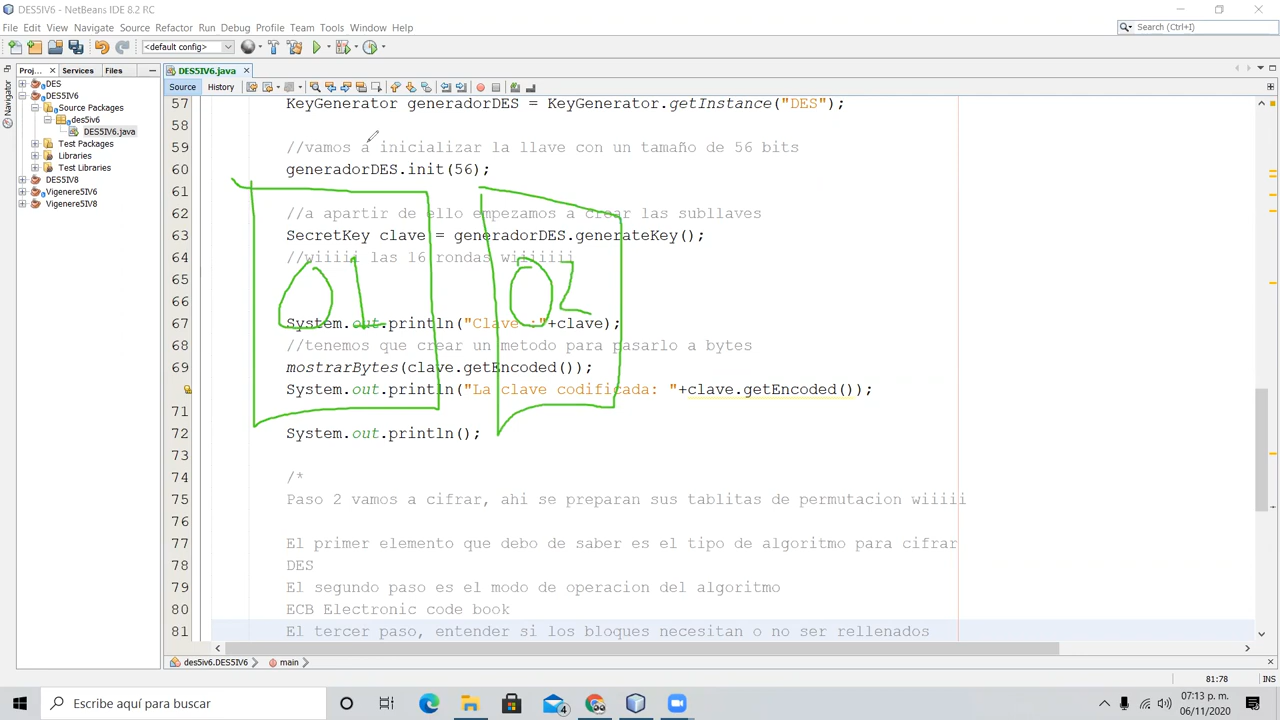 DES5IV6 - NetBeans IDE 8.2 RC
File Edit View Navigate Source Refactor Run Debug Profile Team Tools Window Help
Search (Ctrl+I)
<default config>
Proj... Services Files
DES5IV6.java
Navigator
Source History
DES
DES5IV6
Source Packages
des5iv6
DES5IV6.java
Test Packages
Libraries
Test Libraries
DES5IV8
Vigenere5IV6
Vigenere5IV8
57 KeyGenerator generadorDES = KeyGenerator.getInstance("DES");
58
59 //vamos a inicializar la llave con un tamaño de 56 bits
60 generadorDES.init(56);
61
62 //a apartir de ello empezamos a crear las subllaves
63 SecretKey clave = generadorDES.generateKey();
64 //wiiiii las 16 rondas wiiiiiii
65
66
01 02
67 System.out.println("Clave :"+clave);
68 //tenemos que crear un metodo para pasarlo a bytes
69 mostrarBytes(clave.getEncoded());
System.out.println("La clave codificada: "+clave.getEncoded());
71
72 System.out.println();
73
74 /*
75 Paso 2 vamos a cifrar, ahi se preparan sus tablitas de permutacion wiiiii
76
77 El primer elemento que debo de saber es el tipo de algoritmo para cifrar
78 DES
79 El segundo paso es el modo de operacion del algoritmo
80 ECB Electronic code book
81 El tercer paso, entender si los bloques necesitan o no ser rellenados
des5iv6.DES5IV6 main
81:78 INS
Escribe aquí para buscar
4
07:13 p. m.
06/11/2020